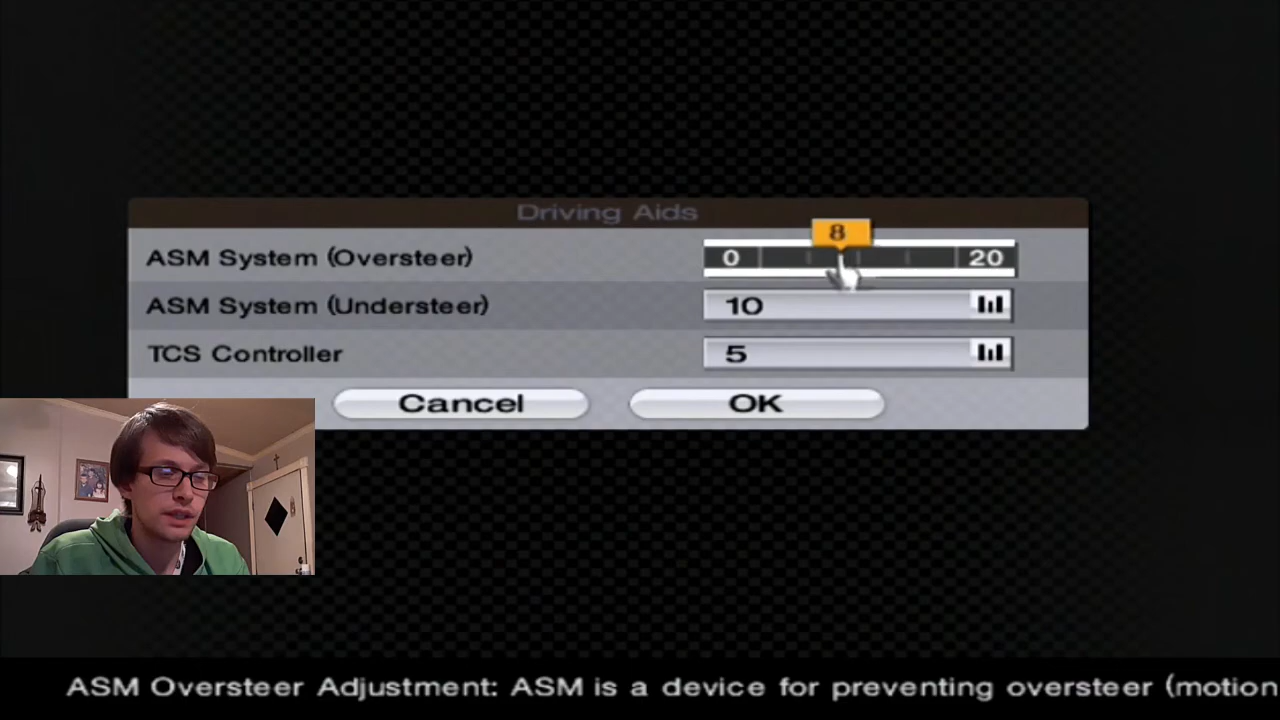 Driving Aids
8
ASM System (Oversteer) 0 20
ASM System (Understeer) 10
TCS Controller 5
Cancel OK
ASM Oversteer Adjustment: ASM is a device for preventing oversteer (motion